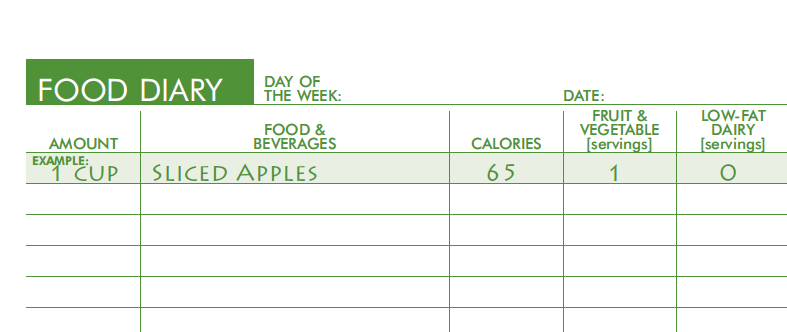 FOOD DIARY
DAY OF
THE WEEK:
DATE:
AMOUNT
FOOD &
BEVERAGES
CALORIES
FRUIT &
VEGETABLE
[servings]
LOW-FAT
DAIRY
[servings]
EXAMPLE:
1 CUP SLICED APPLES 65 1 0